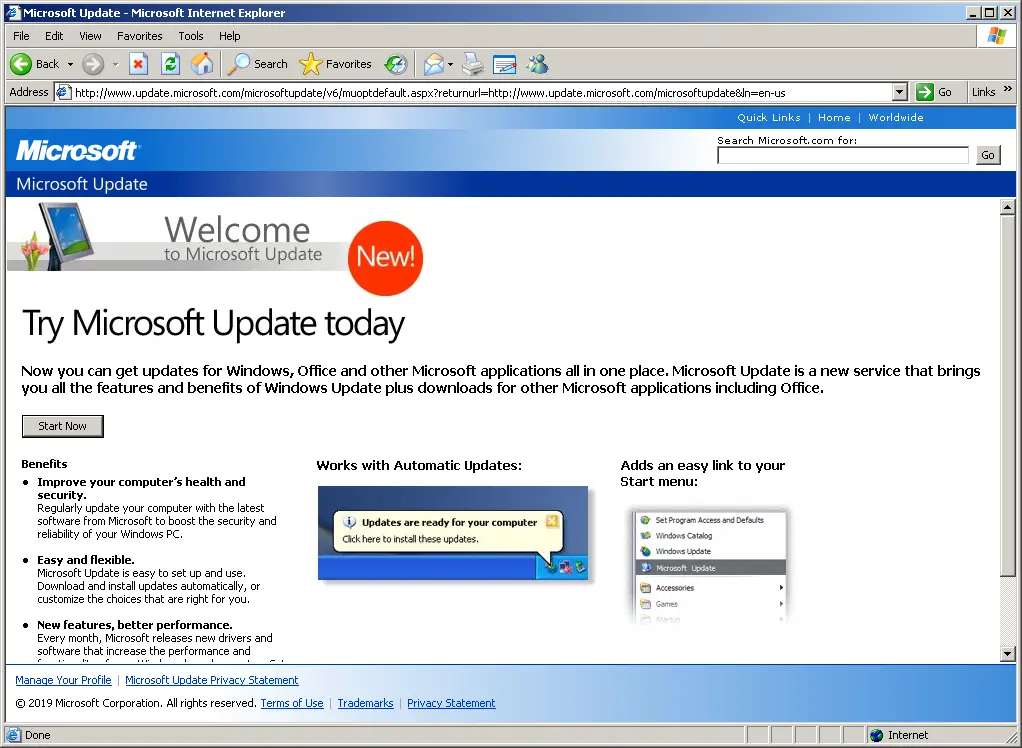 Microsoft Update - Microsoft Internet Explorer
File Edit View Favorites Tools Help
Back Search Favorites
Address http://www.update.microsoft.com/microsoftupdate/v6/muoptdefault.aspx?returnurl=http://www.update.microsoft.com/microsoftupdate&ln=en-us Go Links »
Quick Links | Home | Worldwide
Microsoft
Search Microsoft.com for:
Go
Microsoft Update
Welcome
to Microsoft Update
New!
Try Microsoft Update today
Now you can get updates for Windows, Office and other Microsoft applications all in one place. Microsoft Update is a new service that brings
you all the features and benefits of Windows Update plus downloads for other Microsoft applications including Office.
Start Now
Benefits
• Improve your computer's health and
security.
Regularly update your computer with the latest
software from Microsoft to boost the security and
reliability of your Windows PC.
• Easy and flexible.
Microsoft Update is easy to set up and use.
Download and install updates automatically, or
customize the choices that are right for you.
• New features, better performance.
Every month, Microsoft releases new drivers and
software that increase the performance and
Works with Automatic Updates:
Updates are ready for your computer
Click here to install these updates.
Adds an easy link to your
Start menu:
Set Program Access and Defaults
Windows Catalog
Windows Update
Microsoft Update
Accessories
Games
Startup
Manage Your Profile | Microsoft Update Privacy Statement
© 2019 Microsoft Corporation. All rights reserved. Terms of Use | Trademarks | Privacy Statement
Done
Internet